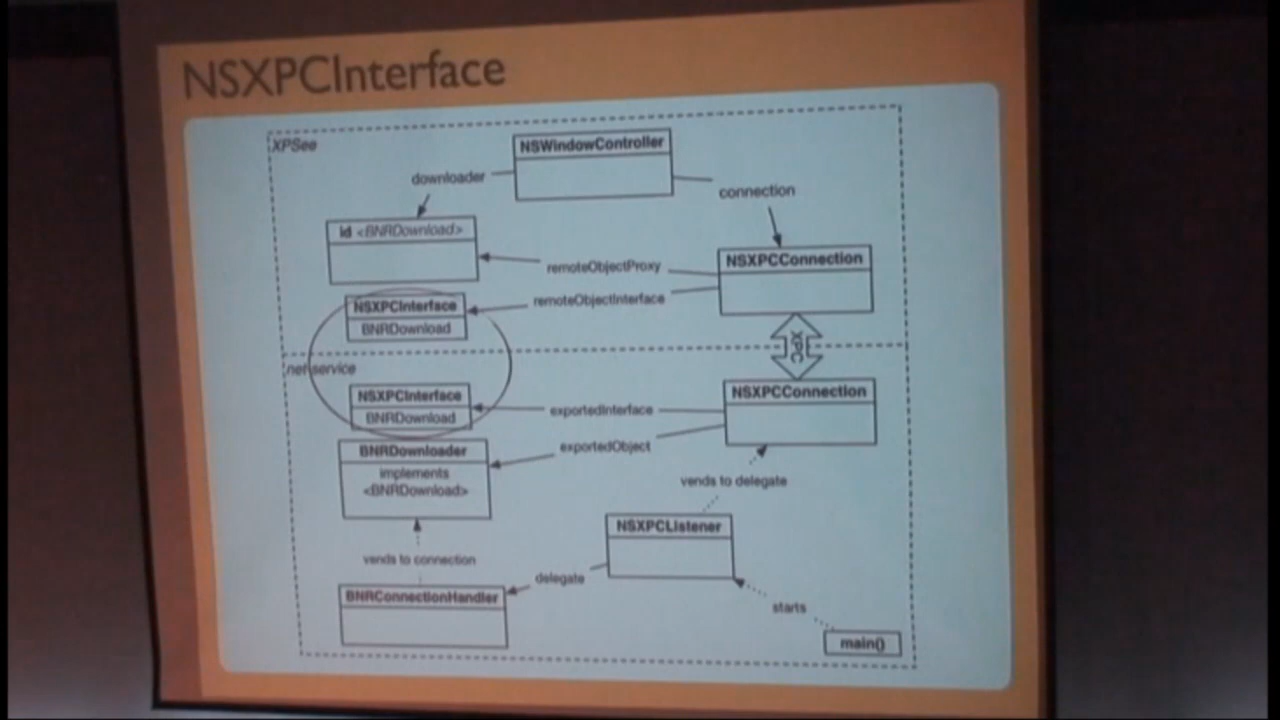 NSXPCInterface
XPSee
NSWindowController
downloader
connection
id <BNRDownload>
NSXPCConnection
remoteObjectProxy
remoteObjectInterface
NSXPCInterface
BNRDownload
XPC
net service
NSXPCInterface
BNRDownload
NSXPCConnection
exportedInterface
exportedObject
BNRDownloader
implements
<BNRDownload>
vends to delegate
NSXPCListener
vends to connection
delegate
BNRConnectionHandler
starts
main()